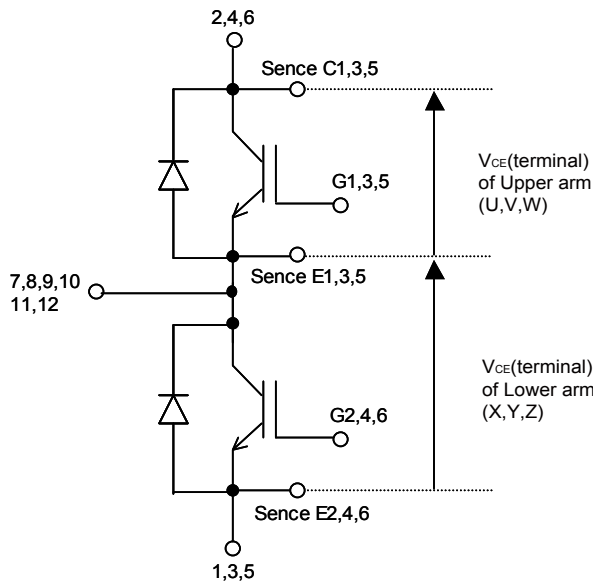 2,4,6
Sence C1,3,5
VCE(terminal)
of Upper arm
(U,V,W)
G1,3,5
Sence E1,3,5
7,8,9,10
11,12
VCE(terminal)
of Lower arm
(X,Y,Z)
G2,4,6
Sence E2,4,6
1,3,5